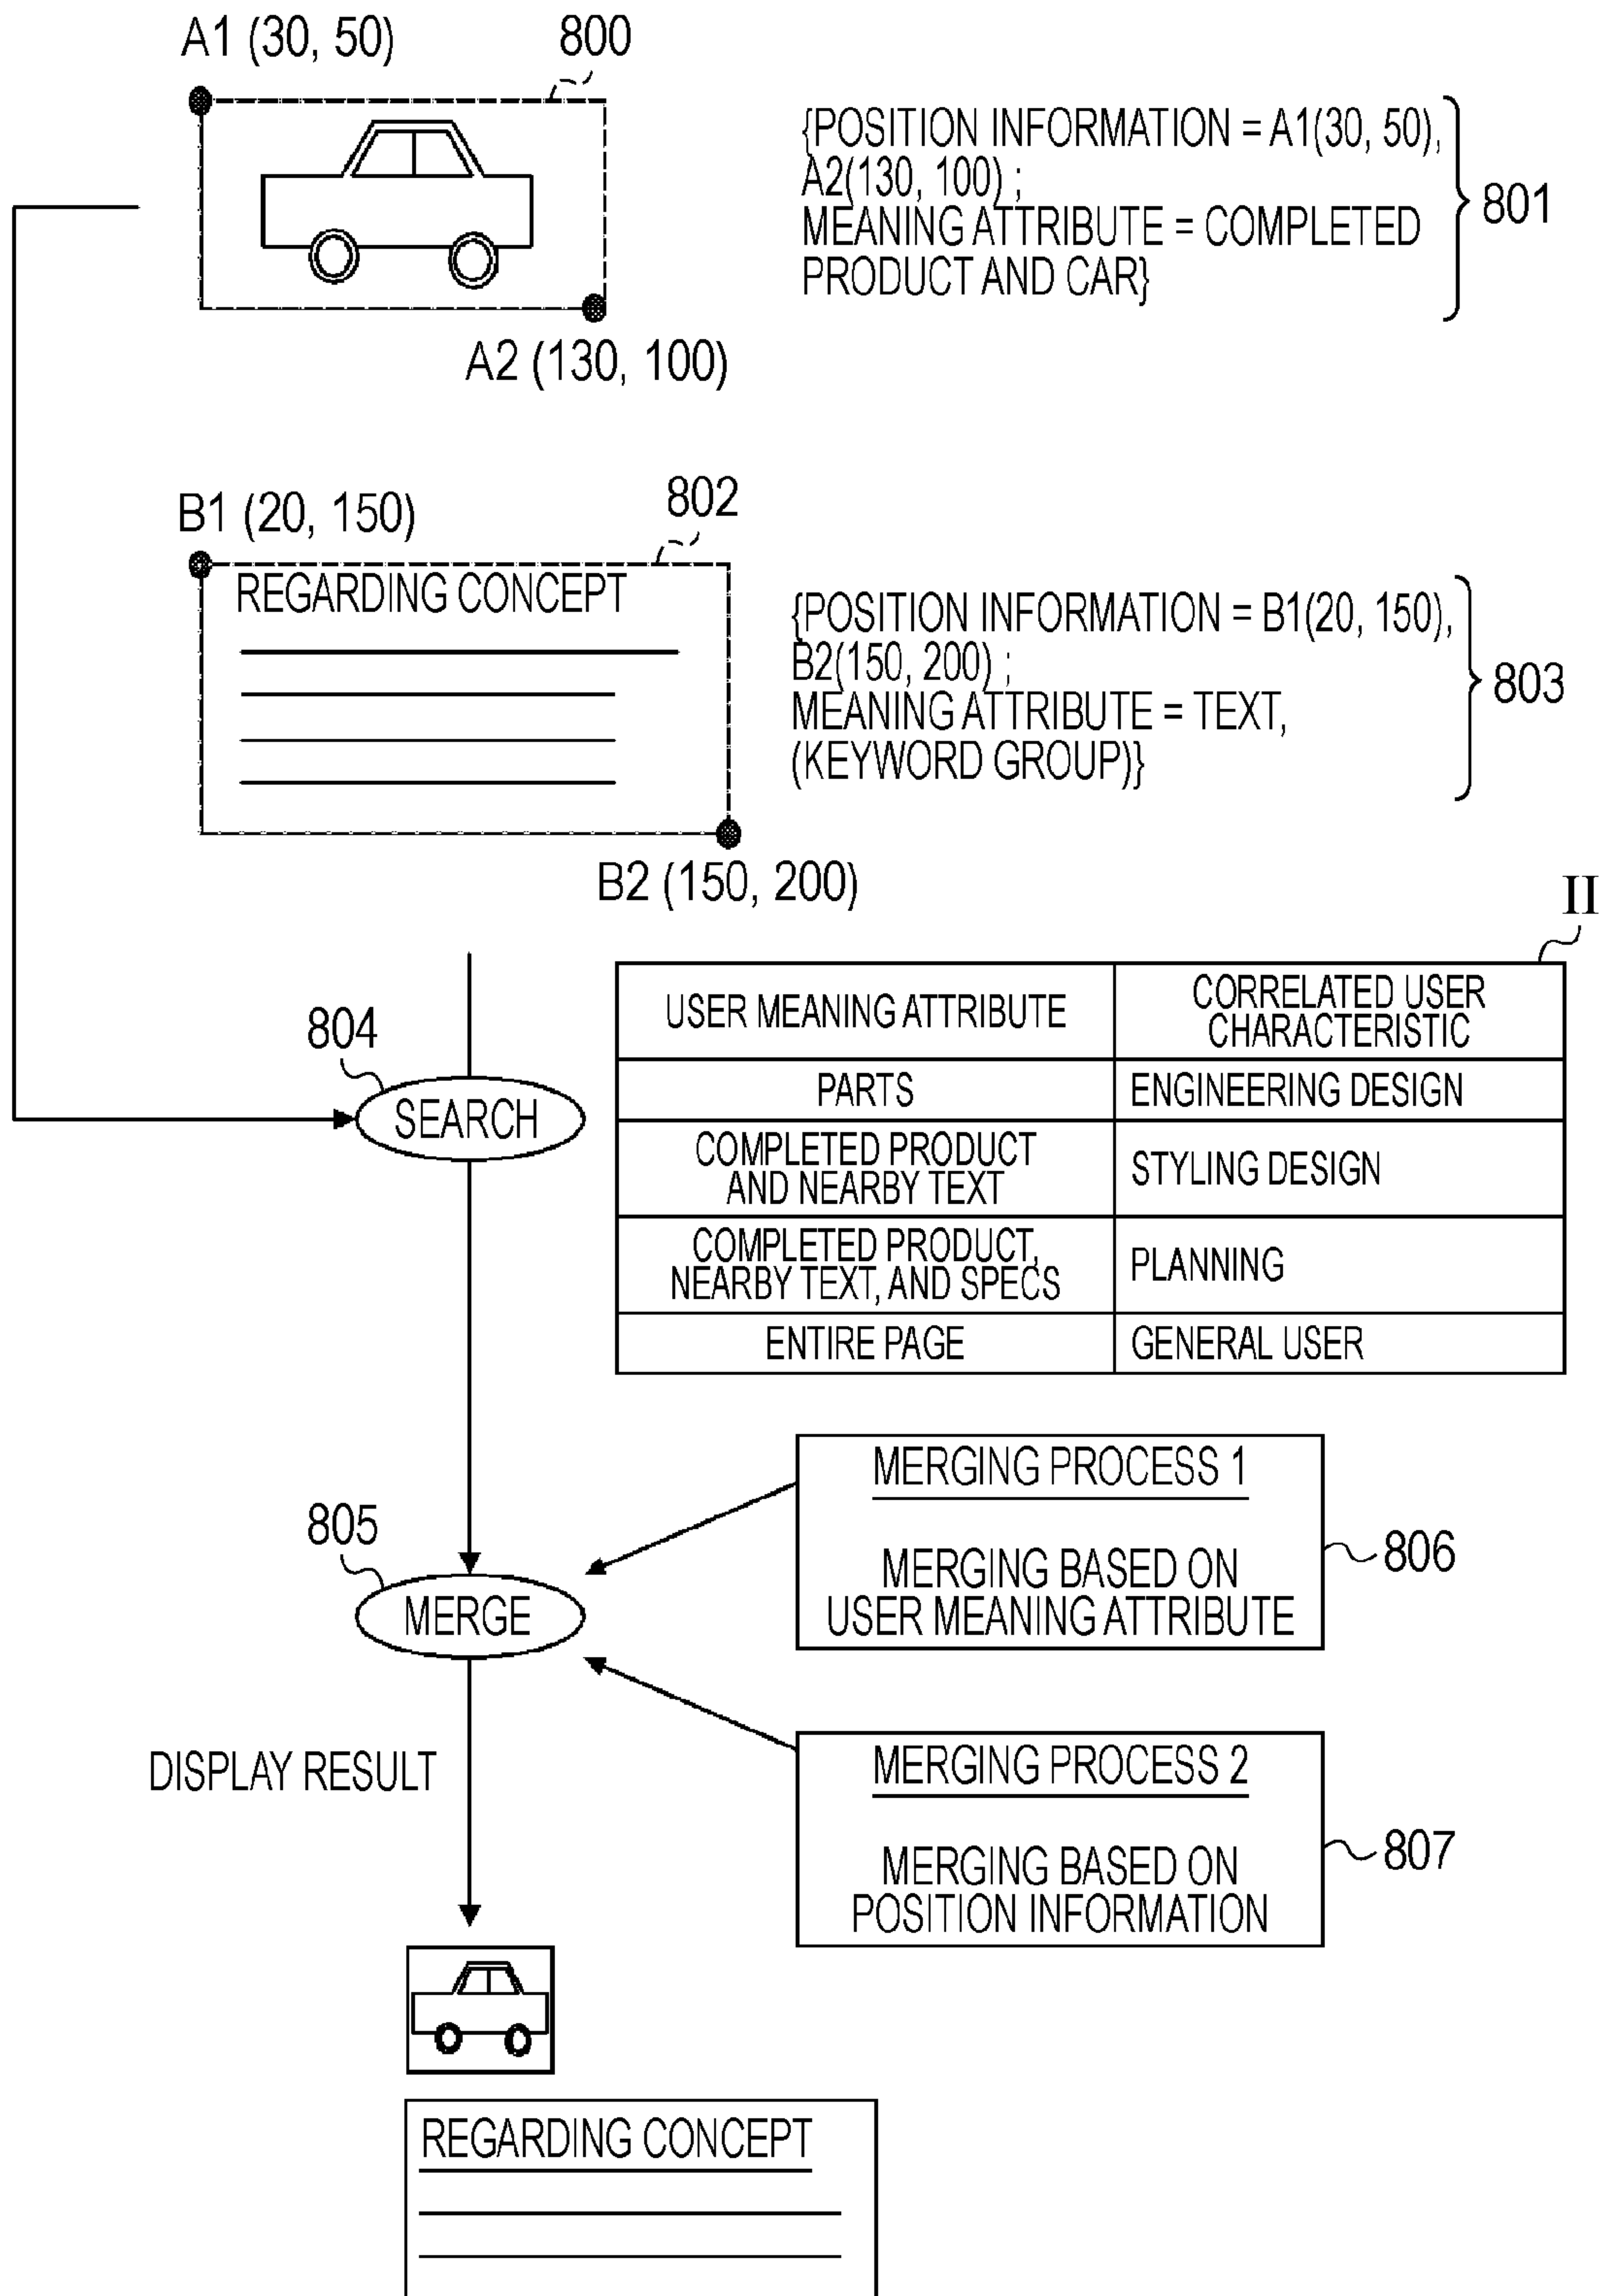 A1 (30, 50)
800
{POSITION INFORMATION = A1(30, 50),
A2(130, 100) ;
MEANING ATTRIBUTE = COMPLETED
PRODUCT AND CAR}
801
A2 (130, 100)
B1 (20, 150)
802
REGARDING CONCEPT
{POSITION INFORMATION = B1(20, 150),
B2(150, 200) ;
MEANING ATTRIBUTE = TEXT,
(KEYWORD GROUP)}
803
B2 (150, 200)
II
USER MEANING ATTRIBUTE
CORRELATED USER
CHARACTERISTIC
PARTS
ENGINEERING DESIGN
COMPLETED PRODUCT
AND NEARBY TEXT
STYLING DESIGN
COMPLETED PRODUCT,
NEARBY TEXT, AND SPECS
PLANNING
ENTIRE PAGE
GENERAL USER
804
SEARCH
805
MERGE
MERGING PROCESS 1
MERGING BASED ON
USER MEANING ATTRIBUTE
806
MERGING PROCESS 2
MERGING BASED ON
POSITION INFORMATION
807
DISPLAY RESULT
REGARDING CONCEPT